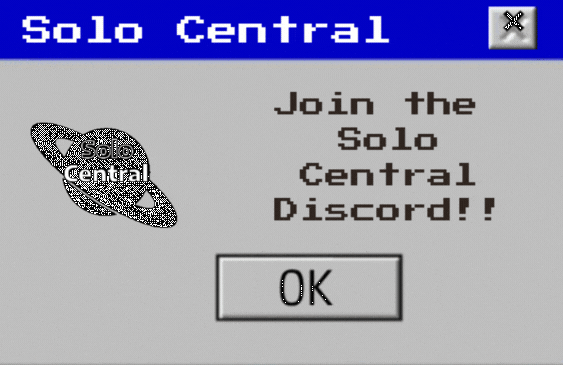 Solo Central
X
Join the
Solo
Central
Discord!!
Solo
Central
OK